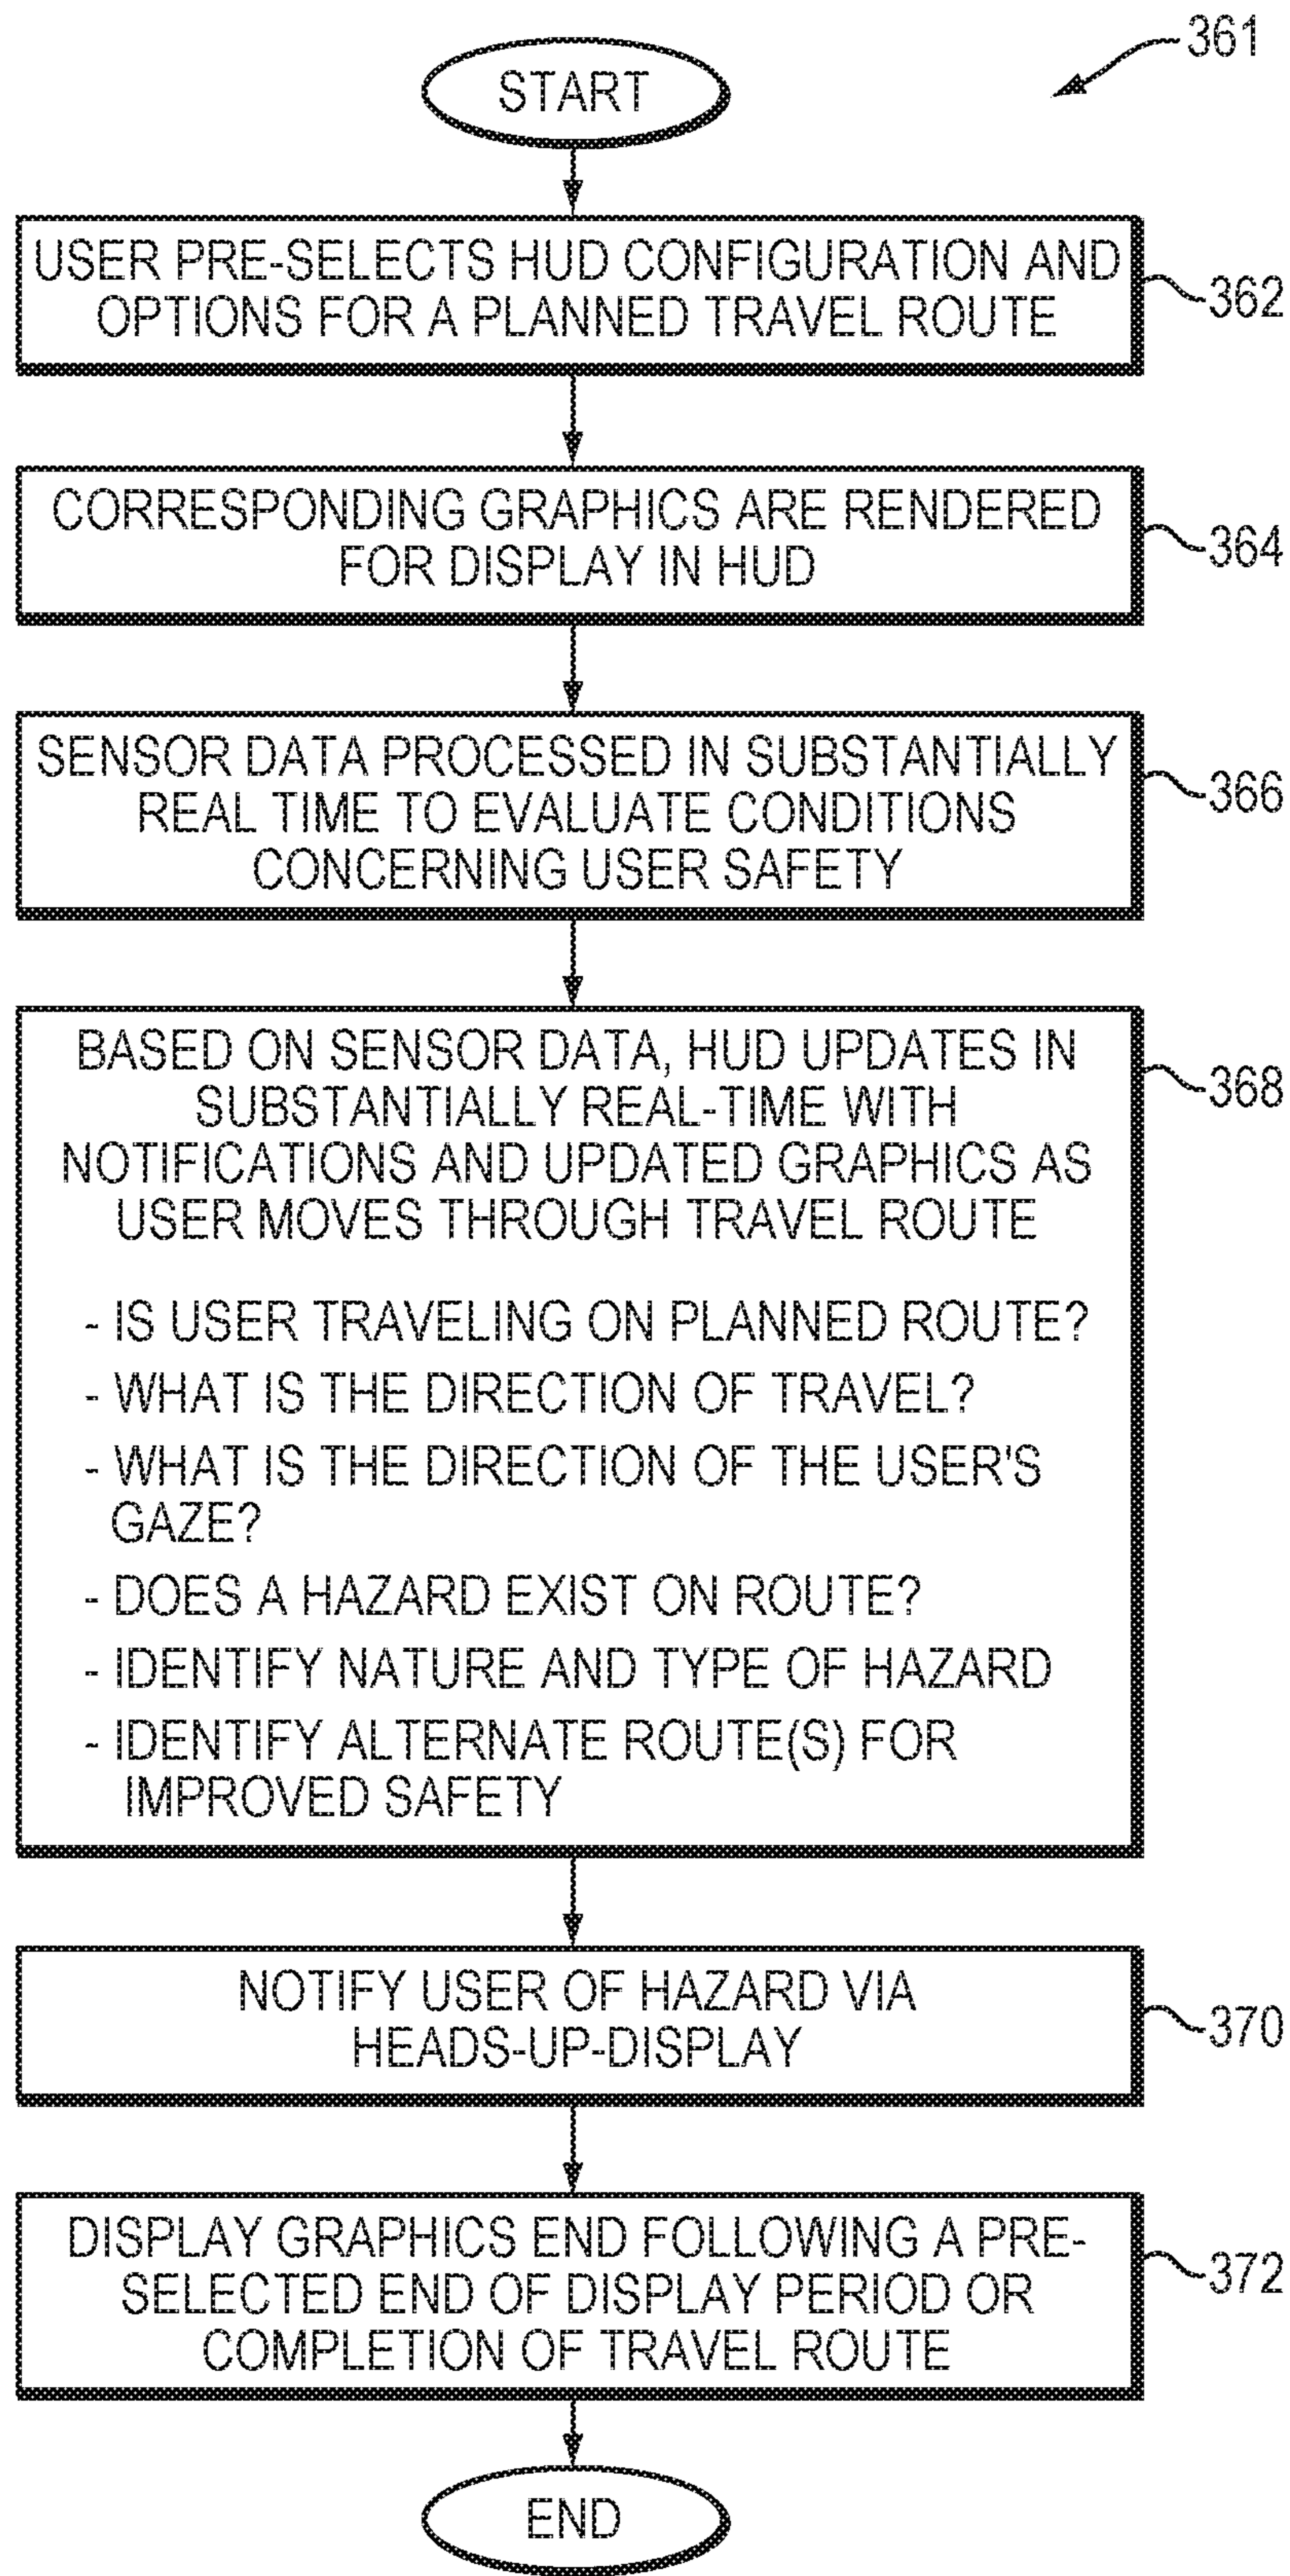 361
START
USER PRE-SELECTS HUD CONFIGURATION AND
OPTIONS FOR A PLANNED TRAVEL ROUTE
362
CORRESPONDING GRAPHICS ARE RENDERED
FOR DISPLAY IN HUD
364
SENSOR DATA PROCESSED IN SUBSTANTIALLY
REAL TIME TO EVALUATE CONDITIONS
CONCERNING USER SAFETY
366
BASED ON SENSOR DATA, HUD UPDATES IN
SUBSTANTIALLY REAL-TIME WITH
NOTIFICATIONS AND UPDATED GRAPHICS AS
USER MOVES THROUGH TRAVEL ROUTE
368
- IS USER TRAVELING ON PLANNED ROUTE?
- WHAT IS THE DIRECTION OF TRAVEL?
- WHAT IS THE DIRECTION OF THE USER'S
GAZE?
- DOES A HAZARD EXIST ON ROUTE?
- IDENTIFY NATURE AND TYPE OF HAZARD
- IDENTIFY ALTERNATE ROUTE(S) FOR
IMPROVED SAFETY
NOTIFY USER OF HAZARD VIA
HEADS-UP-DISPLAY
370
DISPLAY GRAPHICS END FOLLOWING A PRE-
SELECTED END OF DISPLAY PERIOD OR
COMPLETION OF TRAVEL ROUTE
372
END